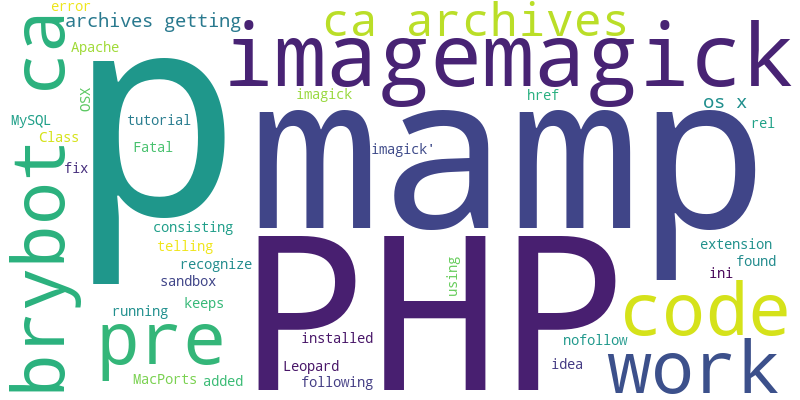 error
archives getting
ca archives
Apache
imagemagick
brybot ca
p
osx
imagick
href
os x
MySQL
tutorial
rel
Class
Fatal
imagick'
mamp
fix
consisting
telling
recognize
sandbox
extension
found
ini
using
PHP
keeps
running
pre
code
installed
nofollow
work
Leopard
idea
MacPorts
added
following